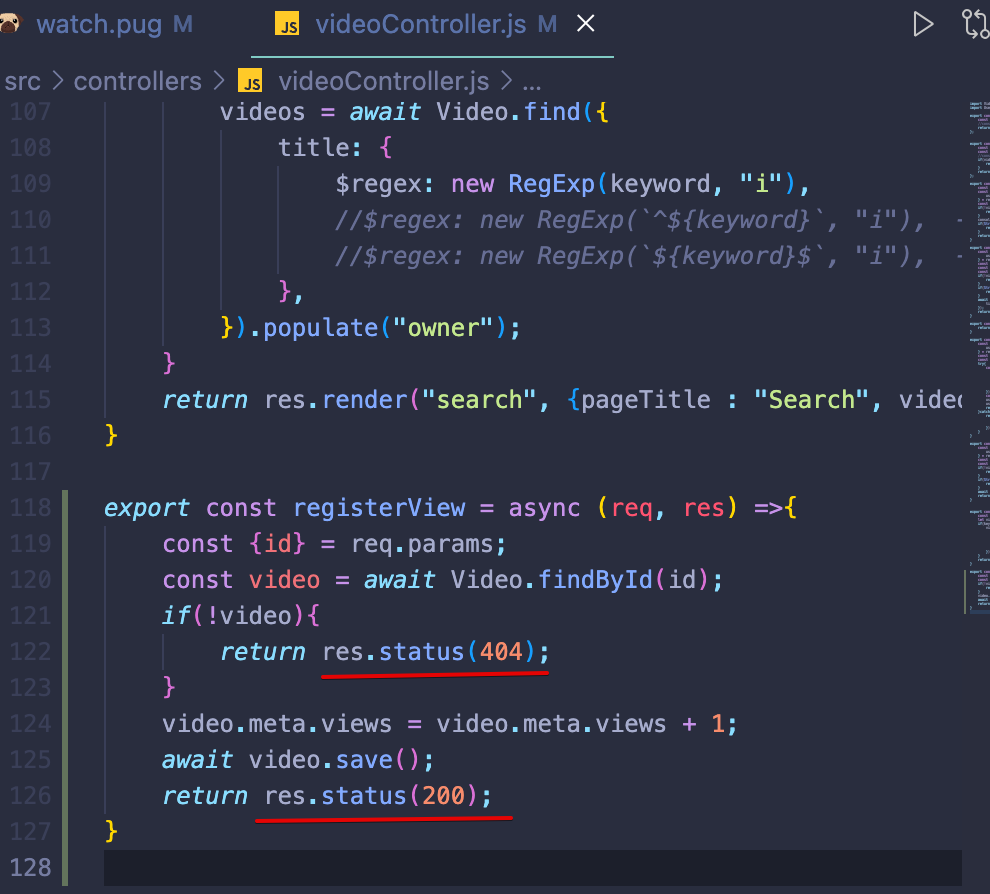 watch.pug M JS videoController.js M
src > controllers > JS videoController.js > ...
107 videos = await Video.find({
108 title: {
109 $regex: new RegExp(keyword, "i"),
110 //$regex: new RegExp(`^${keyword}`, "i"),
111 //$regex: new RegExp(`${keyword}$`, "i"),
112 },
113 }).populate("owner");
114 }
115 return res.render("search", {pageTitle : "Search", video
116 }
117
118 export const registerView = async (req, res) =>{
119 const {id} = req.params;
120 const video = await Video.findById(id);
121 if(!video){
122 return res.status(404);
123 }
124 video.meta.views = video.meta.views + 1;
125 await video.save();
126 return res.status(200);
127 }
128